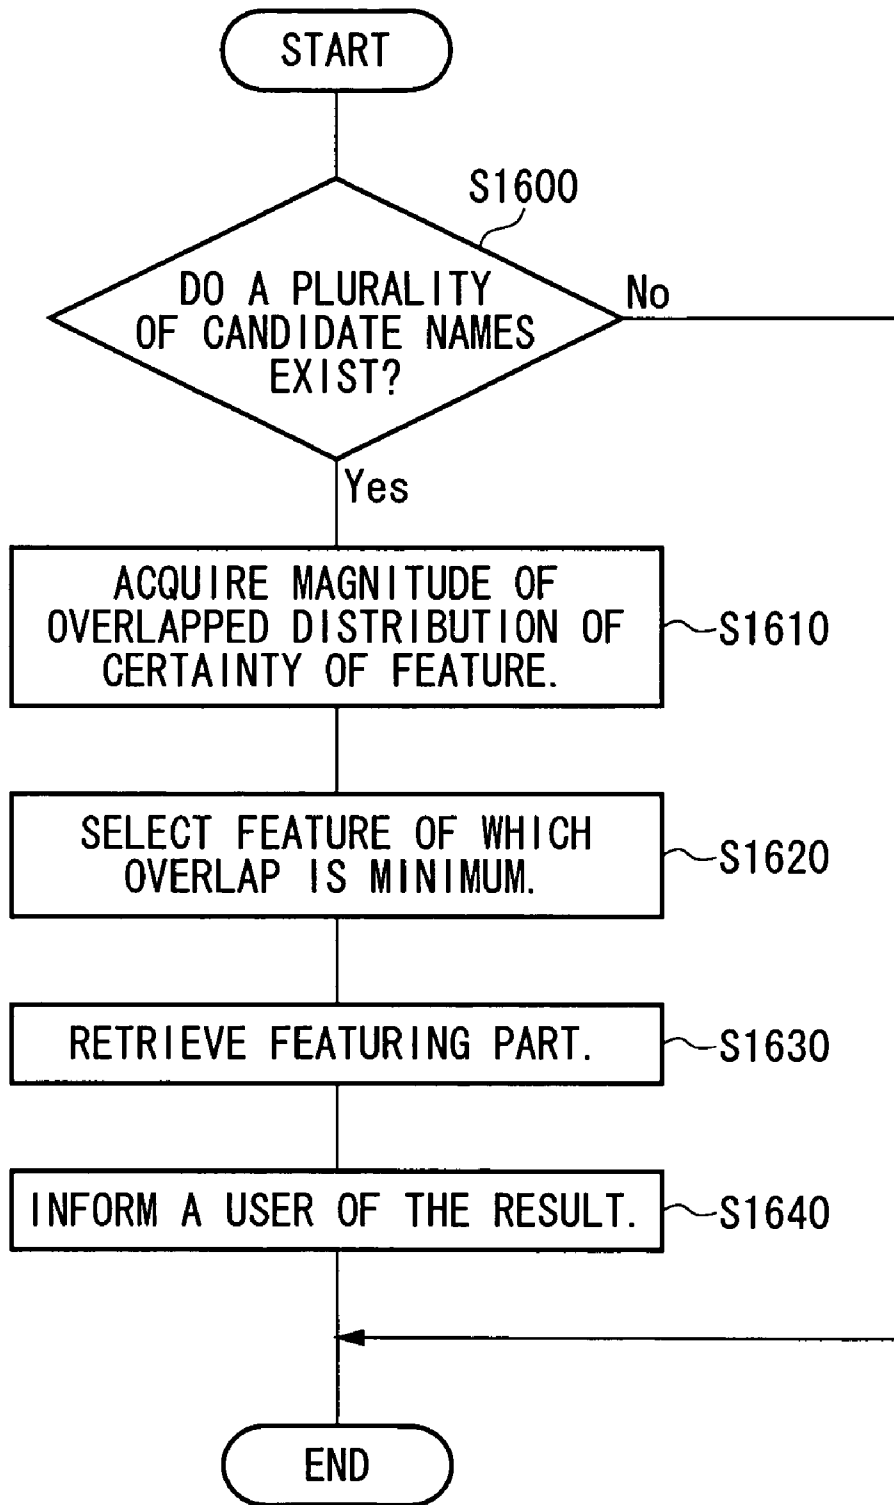 START
S1600
DO A PLURALITY
OF CANDIDATE NAMES
EXIST?
No
Yes
ACQUIRE MAGNITUDE OF
OVERLAPPED DISTRIBUTION OF
CERTAINTY OF FEATURE.
S1610
SELECT FEATURE OF WHICH
OVERLAP IS MINIMUM.
S1620
RETRIEVE FEATURING PART.
S1630
INFORM A USER OF THE RESULT.
S1640
END